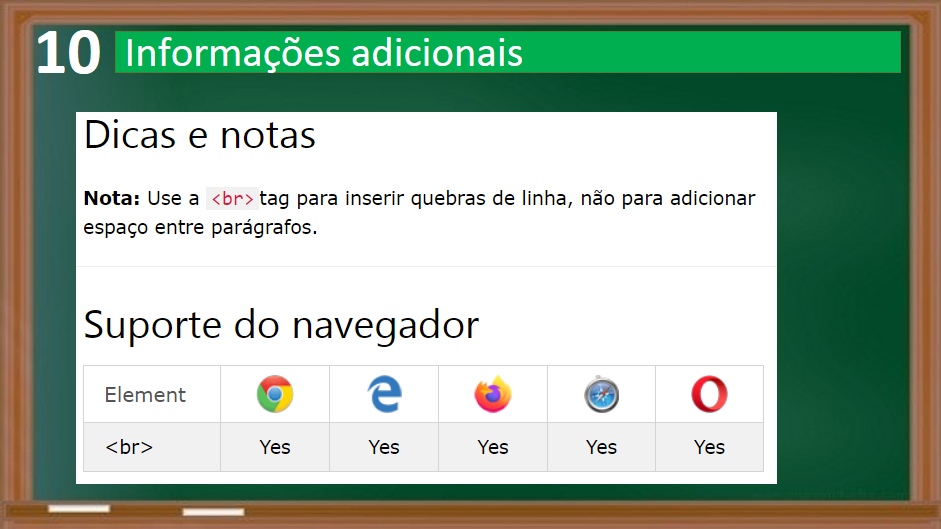 10 Informações adicionais
Dicas e notas
Nota: Use a <br> tag para inserir quebras de linha, não para adicionar
espaço entre parágrafos.
Suporte do navegador
Element
<br> Yes Yes Yes Yes Yes